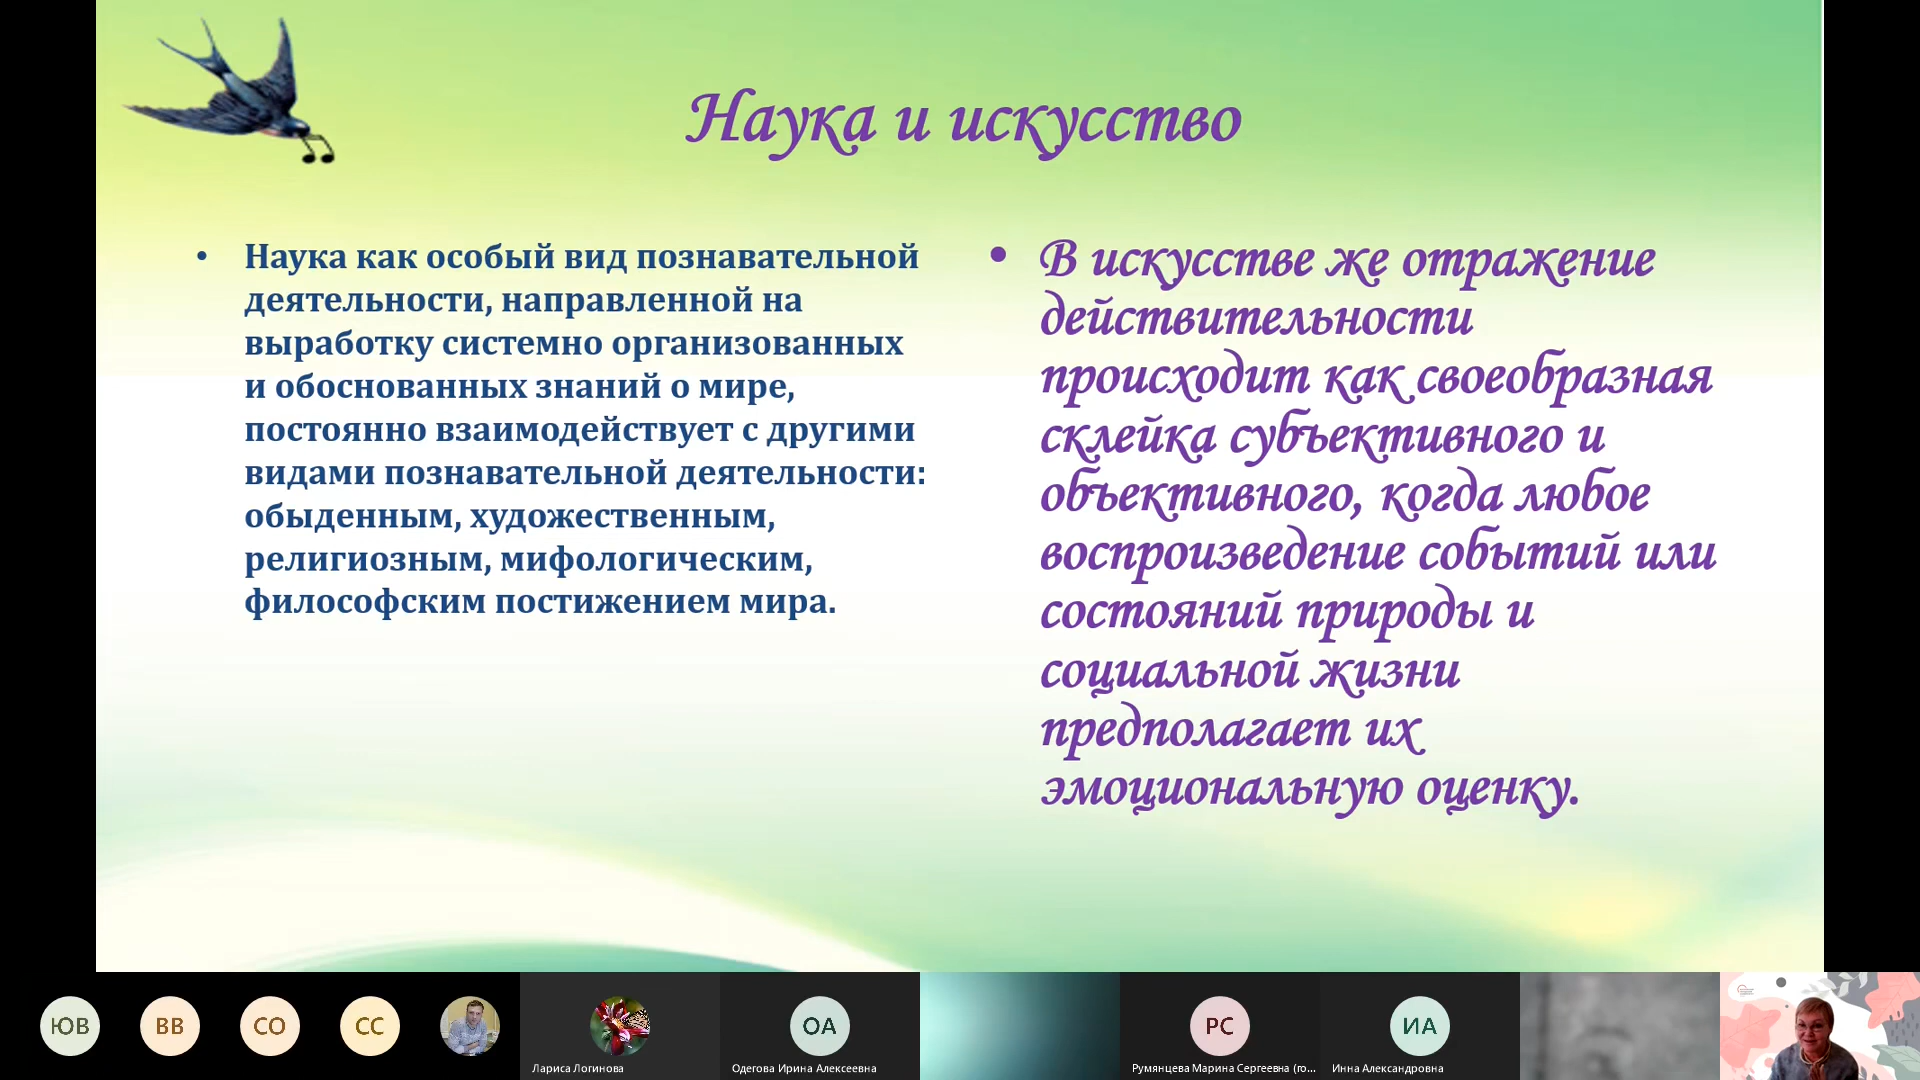 Наука и искусство
• Наука как особый вид познавательной
деятельности, направленной на
выработку системно организованных
и обоснованных знаний о мире,
постоянно взаимодействует с другими
видами познавательной деятельности:
обыденным, художественным,
религиозным, мифологическим,
философским постижением мира.
• В искусстве же отражение
действительности
происходит как своеобразная
склейка субъективного и
объективного, когда любое
воспроизведение событий или
состояний природы и
социальной жизни
предполагает их
эмоциональную оценку.
ЮВ
ВВ
СО
СС
Лариса Логинова
ОА
Одегова Ирина Алексеевна
РС
Румянцева Марина Сергеевна (го...
ИА
Инна Александровна